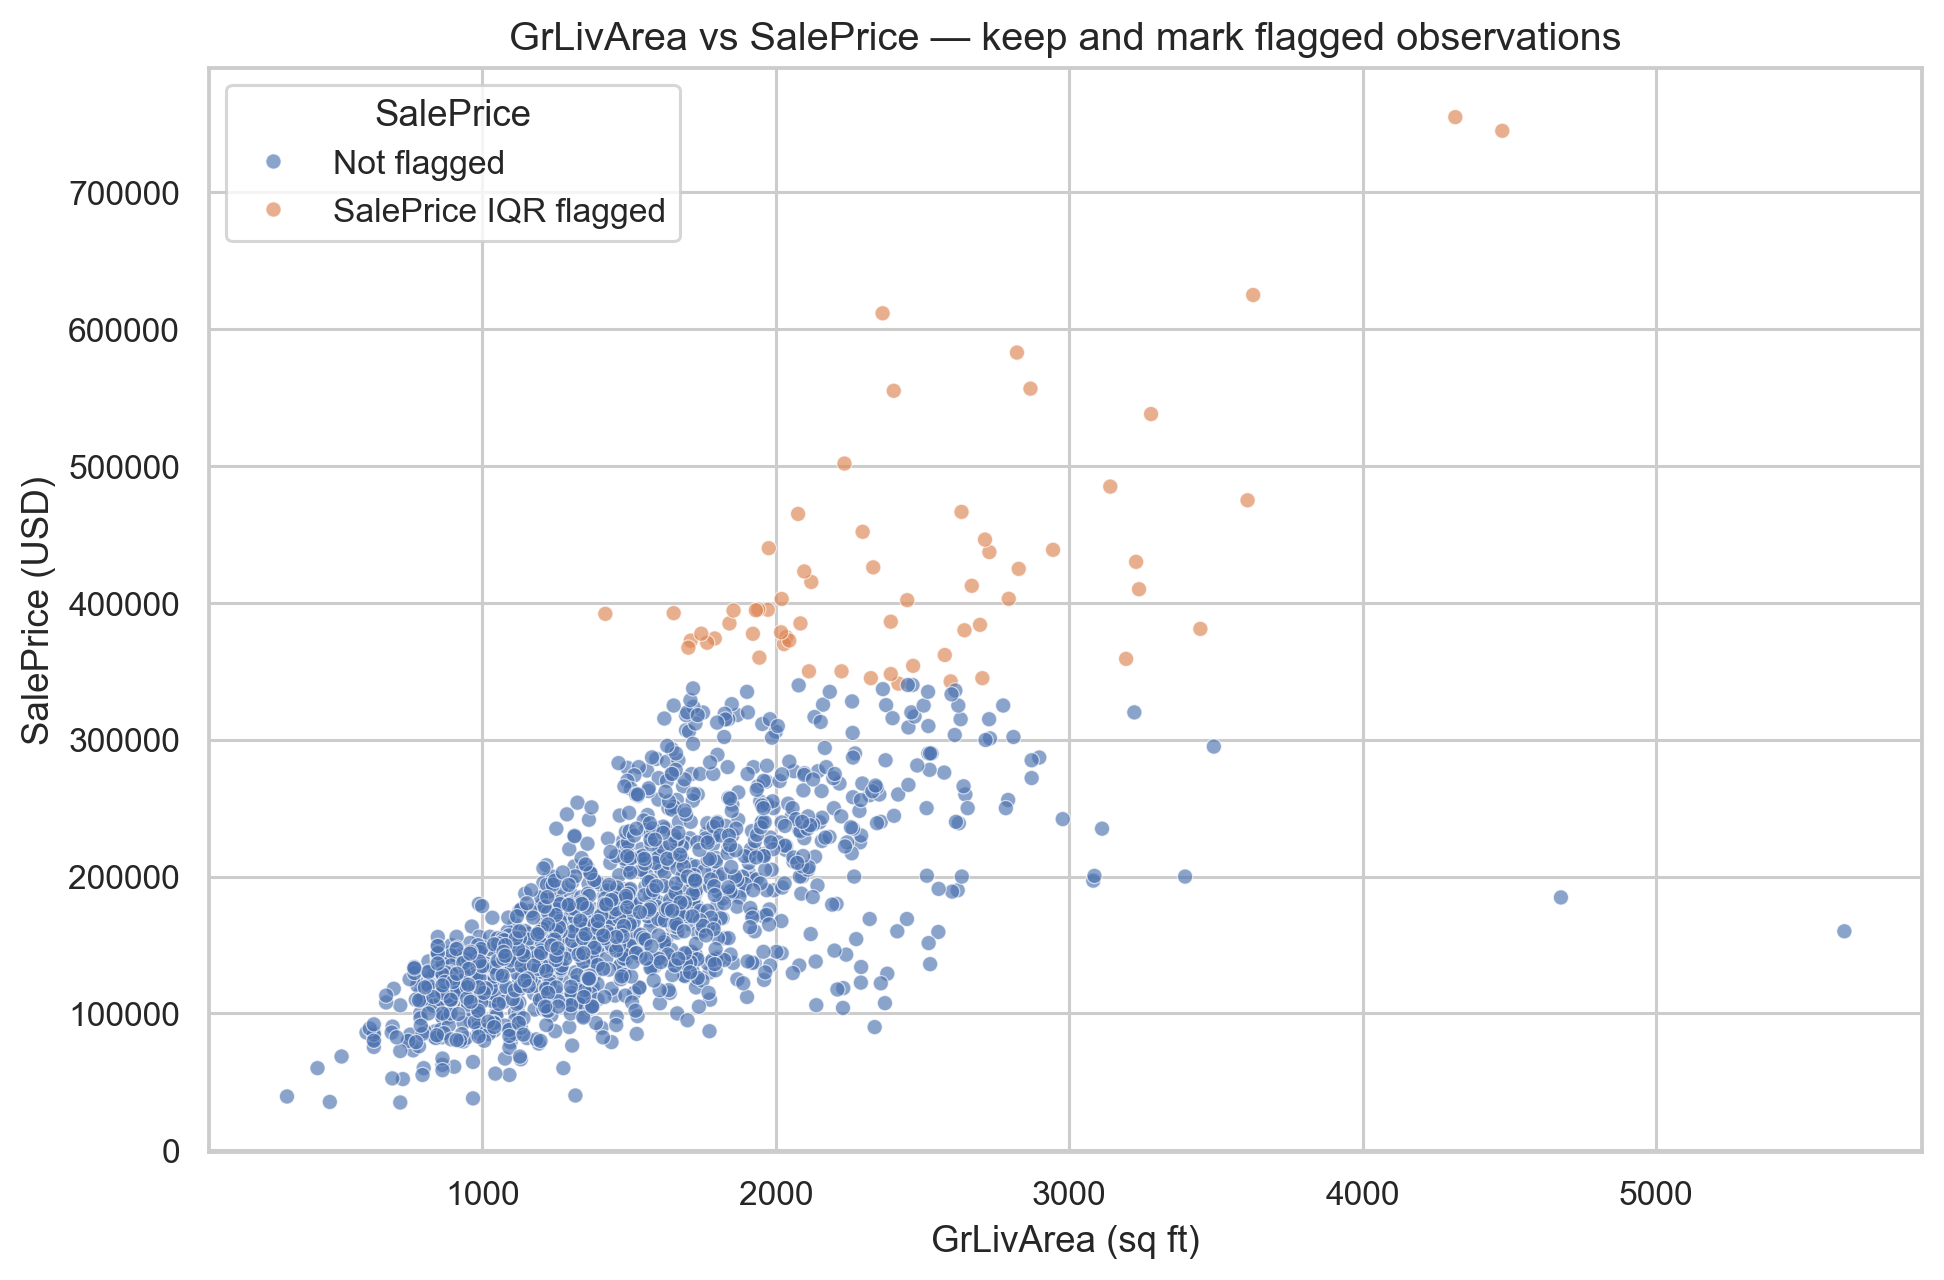 GrLivArea vs SalePrice — keep and mark flagged observations
SalePrice
Not flagged
SalePrice IQR flagged
SalePrice (USD)
700000
600000
500000
400000
300000
200000
100000
0
1000 2000 3000 4000 5000
GrLivArea (sq ft)